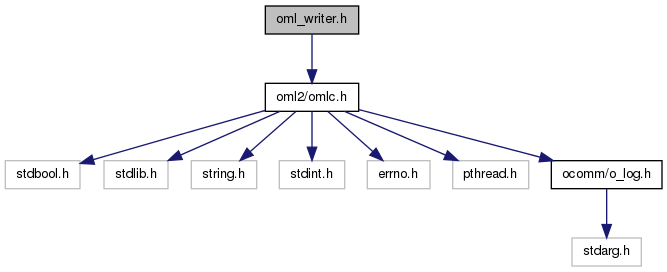 oml_writer.h
oml2/omlc.h
stdbool.h
stdlib.h
string.h
stdint.h
errno.h
pthread.h
ocomm/o_log.h
stdarg.h